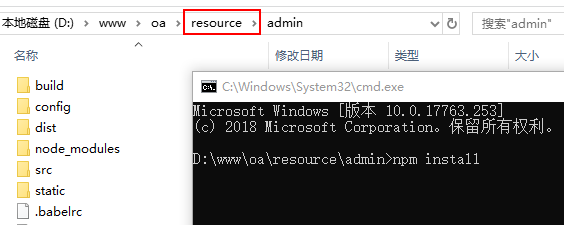 本地磁盘 (D:) › www › oa › resource › admin
搜索"admin"
名称 修改日期 类型 大小
build
config
dist
node_modules
src
static
.babelrc
C:\Windows\System32\cmd.exe
Microsoft Windows [版本 10.0.17763.253]
(c) 2018 Microsoft Corporation。保留所有权利。
D:\www\oa\resource\admin>npm install